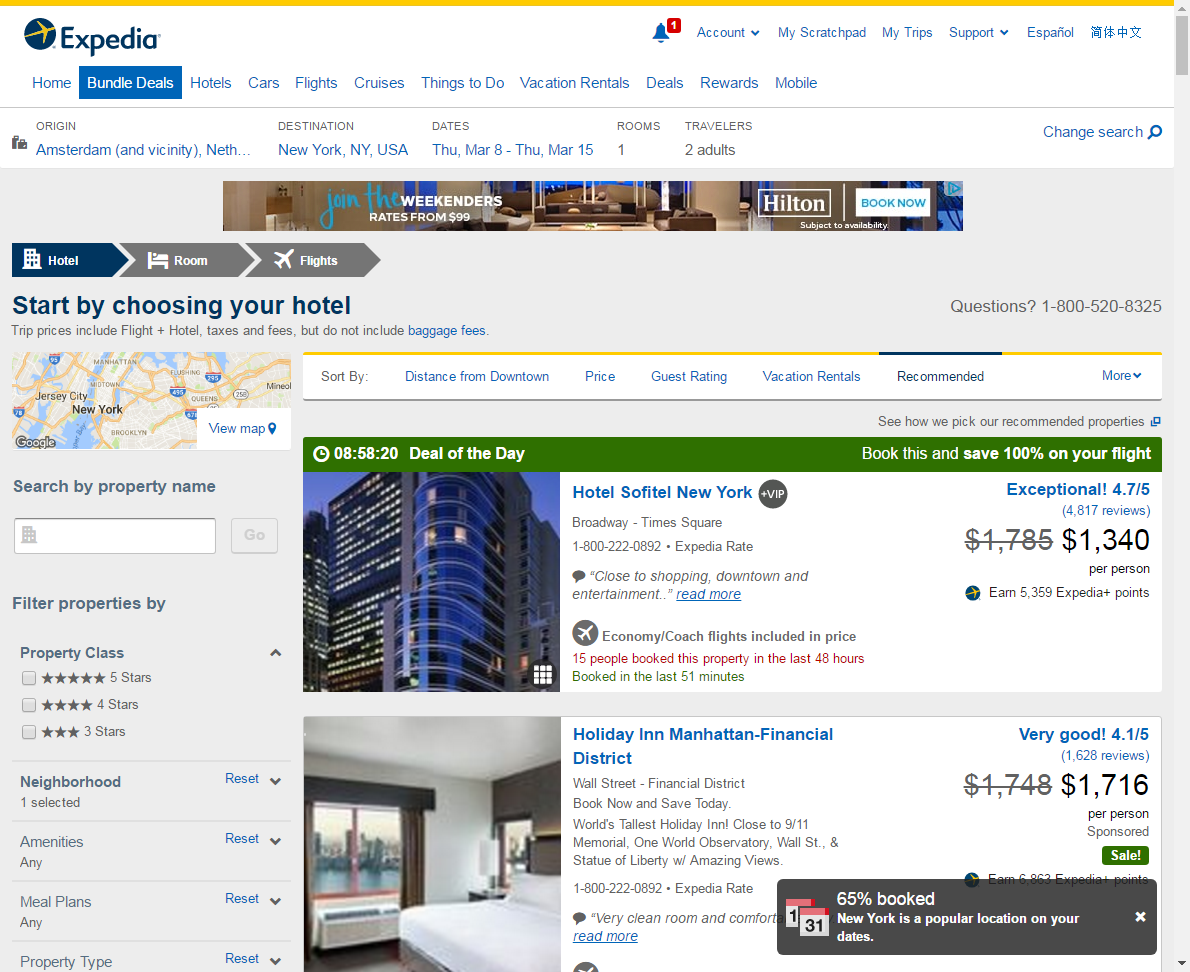 Expedia
1
Account
My Scratchpad
My Trips
Support
Español
简体中文
Home
Bundle Deals
Hotels
Cars
Flights
Cruises
Things to Do
Vacation Rentals
Deals
Rewards
Mobile
ORIGIN
Amsterdam (and vicinity), Neth...
DESTINATION
New York, NY, USA
DATES
Thu, Mar 8 - Thu, Mar 15
ROOMS
1
TRAVELERS
2 adults
Change search
join the WEEKENDERS
RATES FROM $99
Hilton
BOOK NOW
Subject to availability.
Hotel
Room
Flights
Start by choosing your hotel
Questions? 1-800-520-8325
Trip prices include Flight + Hotel, taxes and fees, but do not include baggage fees.
95
MANHATTAN
FLUSHING
295
Mineol
MIDTOWN
495
QUEENS
25B
Jersey City
New York
78
678
BROOKLYN
Google
View map
Search by property name
Go
Filter properties by
Property Class
5 Stars
4 Stars
3 Stars
Neighborhood
Reset
1 selected
Amenities
Reset
Any
Meal Plans
Reset
Any
Property Type
Reset
Sort By:
Distance from Downtown
Price
Guest Rating
Vacation Rentals
Recommended
More
See how we pick our recommended properties
08:58:20 Deal of the Day
Book this and save 100% on your flight
Hotel Sofitel New York +VIP
Broadway - Times Square
1-800-222-0892 • Expedia Rate
“Close to shopping, downtown and
entertainment..” read more
Economy/Coach flights included in price
15 people booked this property in the last 48 hours
Booked in the last 51 minutes
Exceptional! 4.7/5
(4,817 reviews)
$1,785 $1,340
per person
Earn 5,359 Expedia+ points
Holiday Inn Manhattan-Financial
District
Wall Street - Financial District
Book Now and Save Today.
World's Tallest Holiday Inn! Close to 9/11
Memorial, One World Observatory, Wall St., &
Statue of Liberty w/ Amazing Views.
1-800-222-0892 • Expedia Rate
“Very clean room and comforta
read more
Very good! 4.1/5
(1,628 reviews)
$1,748 $1,716
per person
Sponsored
Sale!
Earn 6,863 Expedia+ points
1
31
65% booked
New York is a popular location on your
dates.